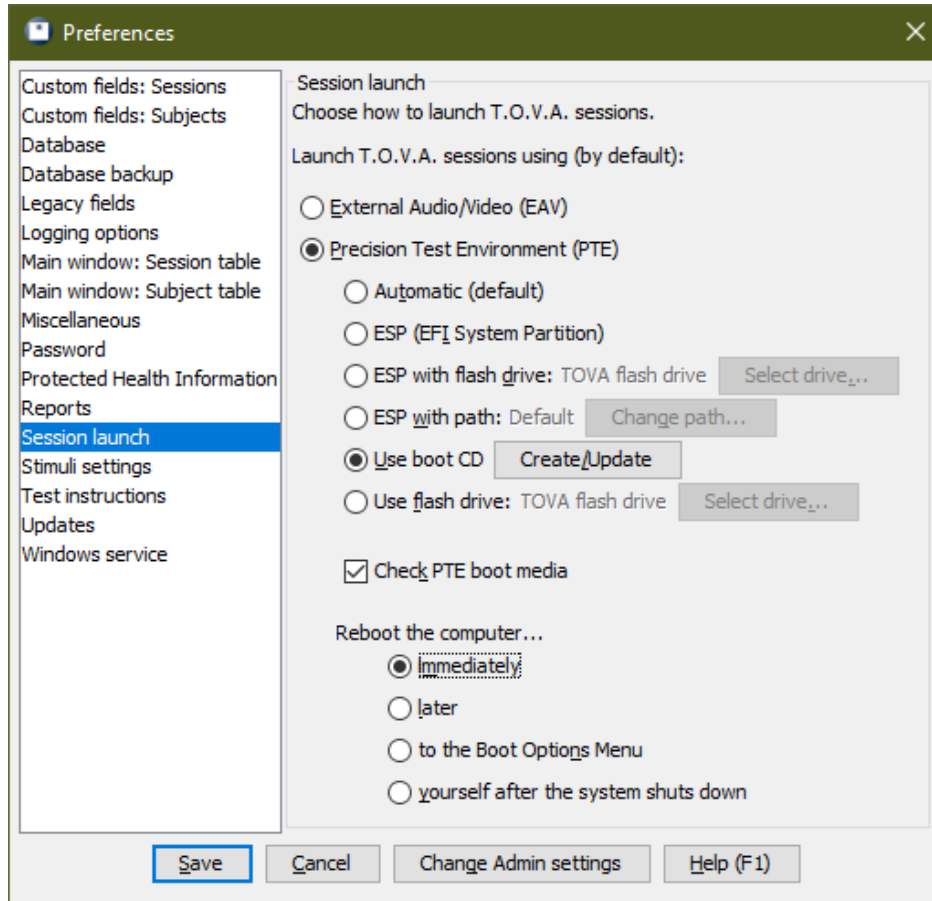 Preferences
Custom fields: Sessions
Custom fields: Subjects
Database
Database backup
Legacy fields
Logging options
Main window: Session table
Main window: Subject table
Miscellaneous
Password
Protected Health Information
Reports
Session launch
Stimuli settings
Test instructions
Updates
Windows service
Session launch
Choose how to launch T.O.V.A. sessions.
Launch T.O.V.A. sessions using (by default):
External Audio/Video (EAV)
Precision Test Environment (PTE)
Automatic (default)
ESP (EFI System Partition)
ESP with flash drive: TOVA flash drive Select drive...
ESP with path: Default Change path...
Use boot CD Create/Update
Use flash drive: TOVA flash drive Select drive...
Check PTE boot media
Reboot the computer...
immediately
later
to the Boot Options Menu
yourself after the system shuts down
Save Cancel Change Admin settings Help (F1)